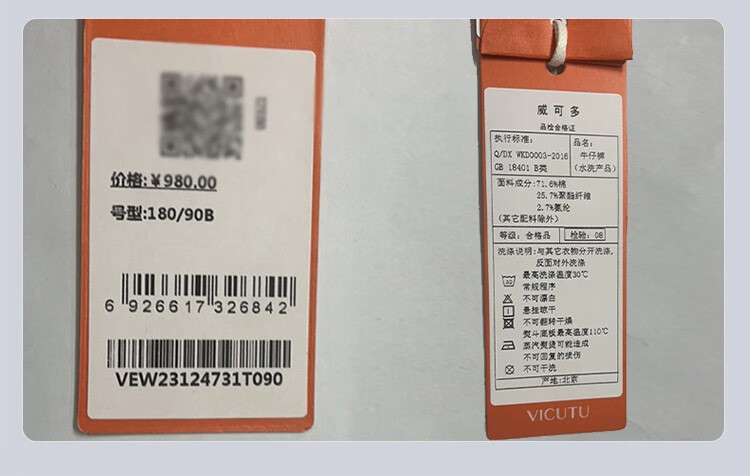 价格:￥980.00
号型:180/90B
6 926617 326842
VEW23124731T090
威可多
品检合格证
执行标准:
Q/DX WKD0003-2016
GB 18401 B类
品名:
牛仔裤
(水洗产品)
面料成分:71.6%棉
25.7%聚酯纤维
2.7%氨纶
(其它配料除外)
等级: 合格品
检验: 08
洗涤说明:与其它衣物分开洗涤,
反面对外洗涤
30
最高洗涤温度30℃
常规程序
不可漂白
悬挂晾干
不可翻转干燥
熨斗底板最高温度110℃
蒸汽熨烫可能造成
不可回复的损伤
不可干洗
产地:北京
VICUTU